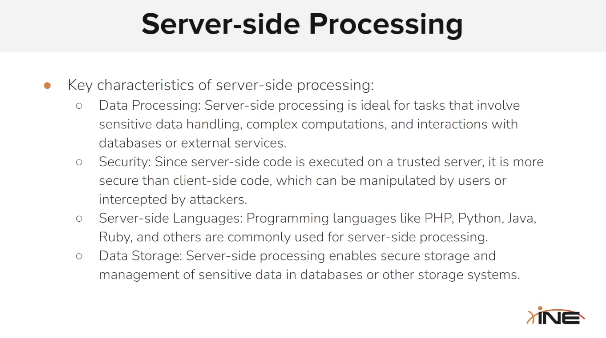 Server-side Processing
● Key characteristics of server-side processing:
○ Data Processing: Server-side processing is ideal for tasks that involve
sensitive data handling, complex computations, and interactions with
databases or external services.
○ Security: Since server-side code is executed on a trusted server, it is more
secure than client-side code, which can be manipulated by users or
intercepted by attackers.
○ Server-side Languages: Programming languages like PHP, Python, Java,
Ruby, and others are commonly used for server-side processing.
○ Data Storage: Server-side processing enables secure storage and
management of sensitive data in databases or other storage systems.
INE